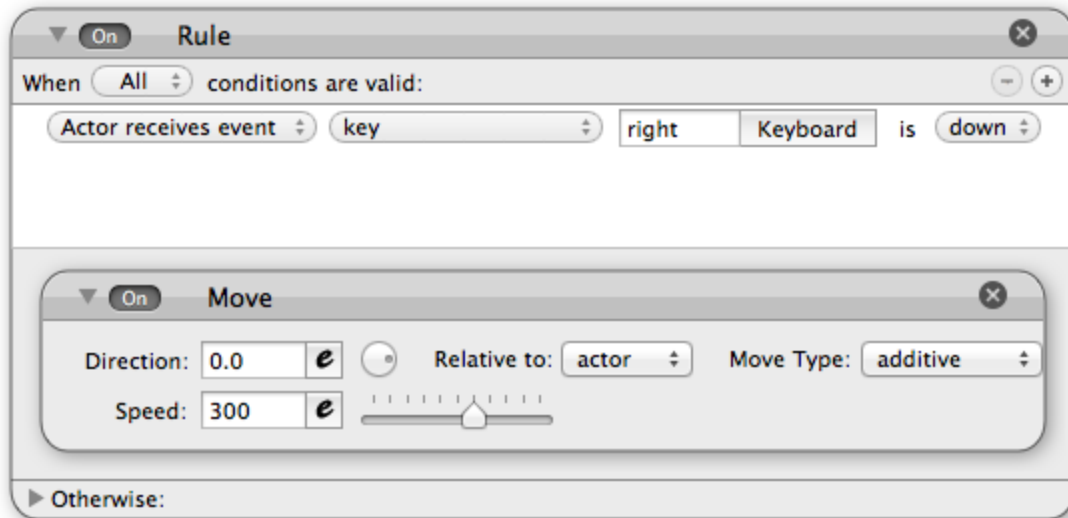 On Rule
When All conditions are valid:
Actor receives event key right Keyboard is down
On Move
Direction: 0.0 e Relative to: actor Move Type: additive
Speed: 300 e
Otherwise: